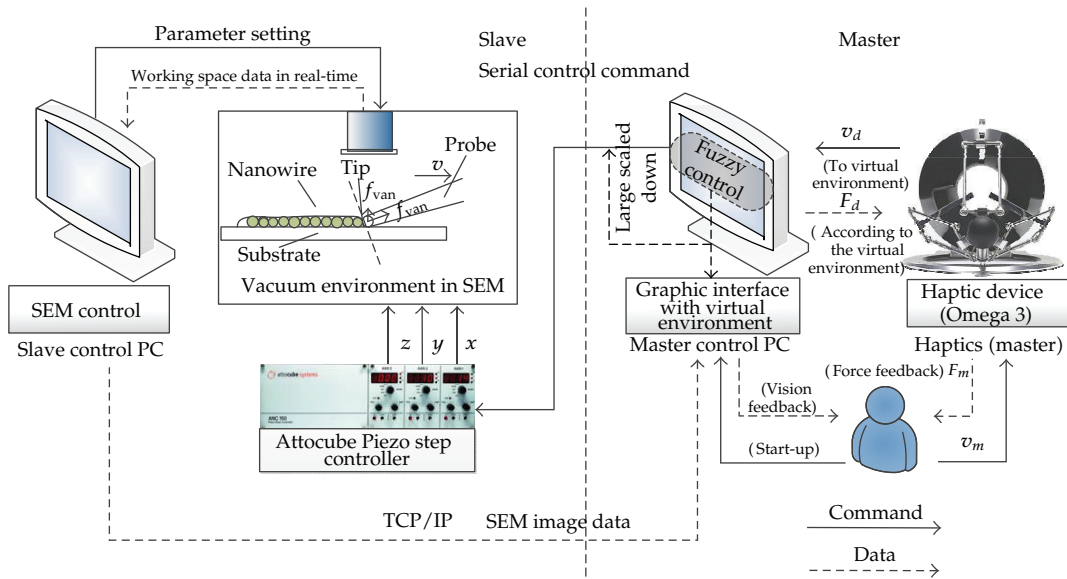 Parameter setting
Working space data in real-time
Slave
Master
Serial control command
Tip
Probe
v
Nanowire
f van
f van
Substrate
Vacuum environment in SEM
Large scaled
down
Fuzzy
control
v_d
(To virtual
environment)
F_d
( According to
the virtual
environment)
SEM control
Slave control PC
Graphic interface
with virtual
environment
Master control PC
Haptic device
(Omega 3)
Haptics (master)
z
y
x
attocube systems
ANC 150
Attocube Piezo step
controller
(Vision
feedback)
(Force feedback) F_m
(Start-up)
v_m
TCP/IP
SEM image data
Command
Data